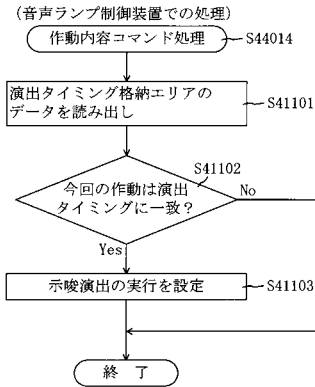 (音声ランプ制御装置での処理)
作動内容コマンド処理
S44014
演出タイミング格納エリアの
データを読み出し
S41101
S41102
今回の作動は演出
タイミングに一致?
No
Yes
示唆演出の実行を設定
S41103
終 了